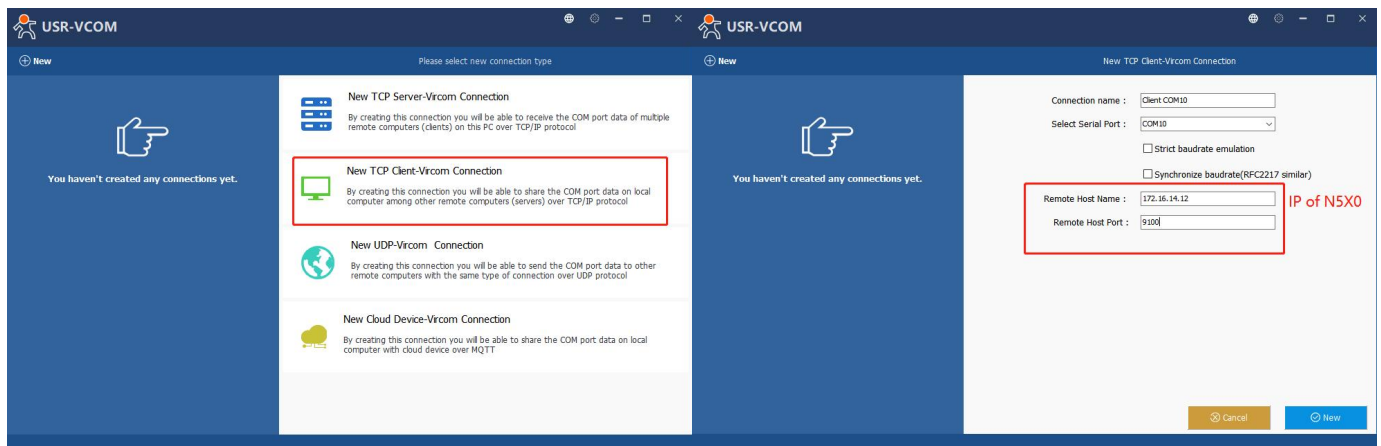 USR-VCOM
New
Please select new connection type
You haven't created any connections yet.
New TCP Server-Vircom Connection
By creating this connection you will be able to receive the COM port data of multiple
remote computers (clents) on this PC over TCP/IP protocol
New TCP Client-Vircom Connection
By creating this connection you will be able to share the COM port data on local
computer among other remote computers (servers) over TCP/IP protocol
New UDP-Vircom Connection
By creating this connection you will be able to send the COM port data to other
remote computers with the same type of connection over UDP protocol
New Cloud Device-Vircom Connection
By creating this connection you will be able to share the COM port data on local
computer with cloud device over MQTT
USR-VCOM
New
New TCP Client-Vircom Connection
You haven't created any connections yet.
Connection name : Client COM10
Select Serial Port : COM10
Strict baudrate emulation
Synchronize baudrate(RFC2217 similar)
Remote Host Name : 172.16.14.12
IP of N5X0
Remote Host Port : 9100
Cancel
New